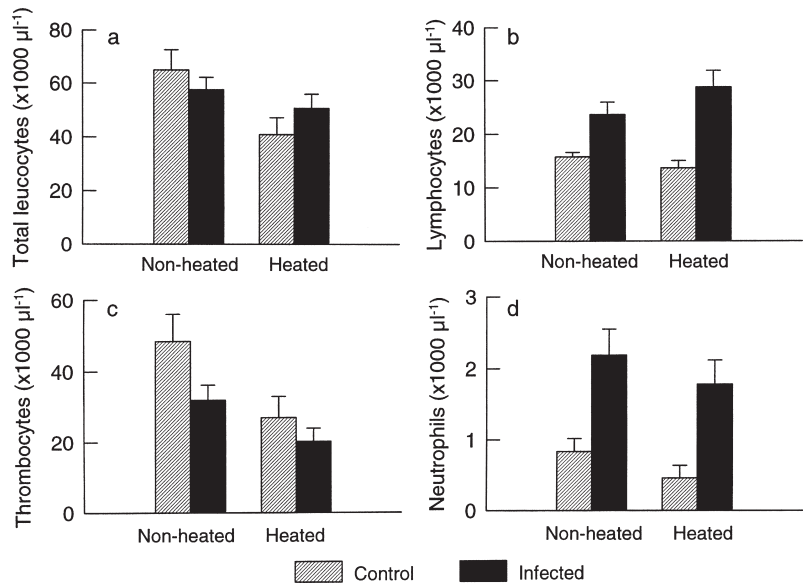 a
Total leucocytes (x1000 µl⁻¹)
80
60
40
20
0
Non-heated Heated
b
Lymphocytes (x1000 µl⁻¹)
40
30
20
10
0
Non-heated Heated
c
Thrombocytes (x1000 µl⁻¹)
60
40
20
0
Non-heated Heated
d
Neutrophils (x1000 µl⁻¹)
3
2
1
0
Non-heated Heated
Control Infected